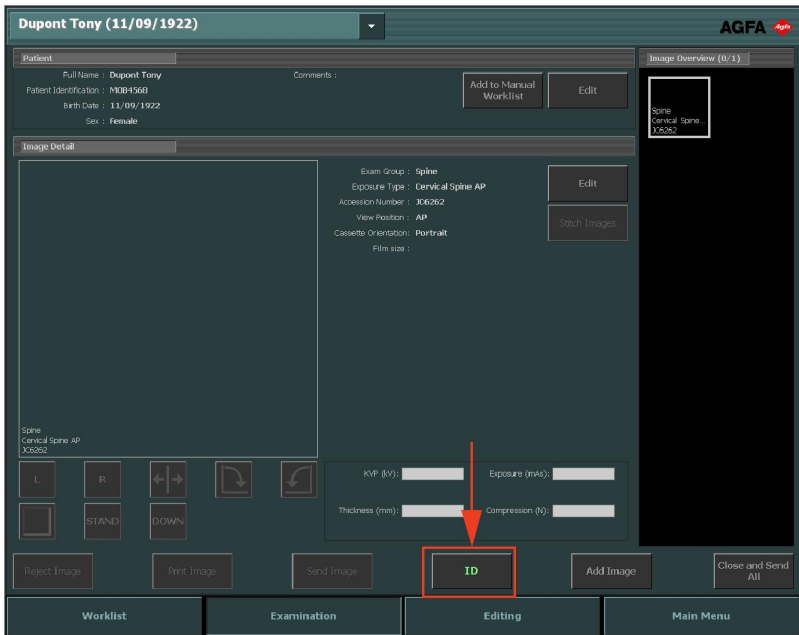 Dupont Tony (11/09/1922)
AGFA
Agfa
Patient
Full Name : Dupont Tony
Comments :
Patient Identification : MOB456B
Birth Date : 11/09/1922
Sex : Female
Add to Manual
Worklist
Edit
Image Overview (0/1)
Spine
Cervical Spine...
JC6262
Image Detail
Exam Group : Spine
Exposure Type : Cervical Spine AP
Accession Number : JC6262
View Position : AP
Cassette Orientation: Portrait
Film size :
Edit
Stitch Images
Spine
Cervical Spine AP
JC6262
L
R
STAND
DOWN
KVP (kV):
Exposure (mAs):
Thickness (mm):
Compression (N):
Reject Image
Print Image
Send Image
ID
Add Image
Close and Send
All
Worklist
Examination
Editing
Main Menu